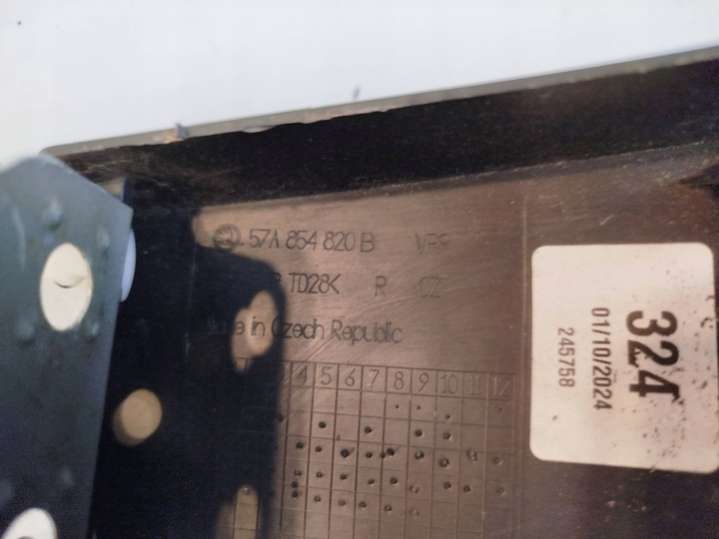 57A 854 820 B
TD28K R CZ
in Czech Republic
4 5 6 7 8 9 10 11 12
324
01/10/2024
245758